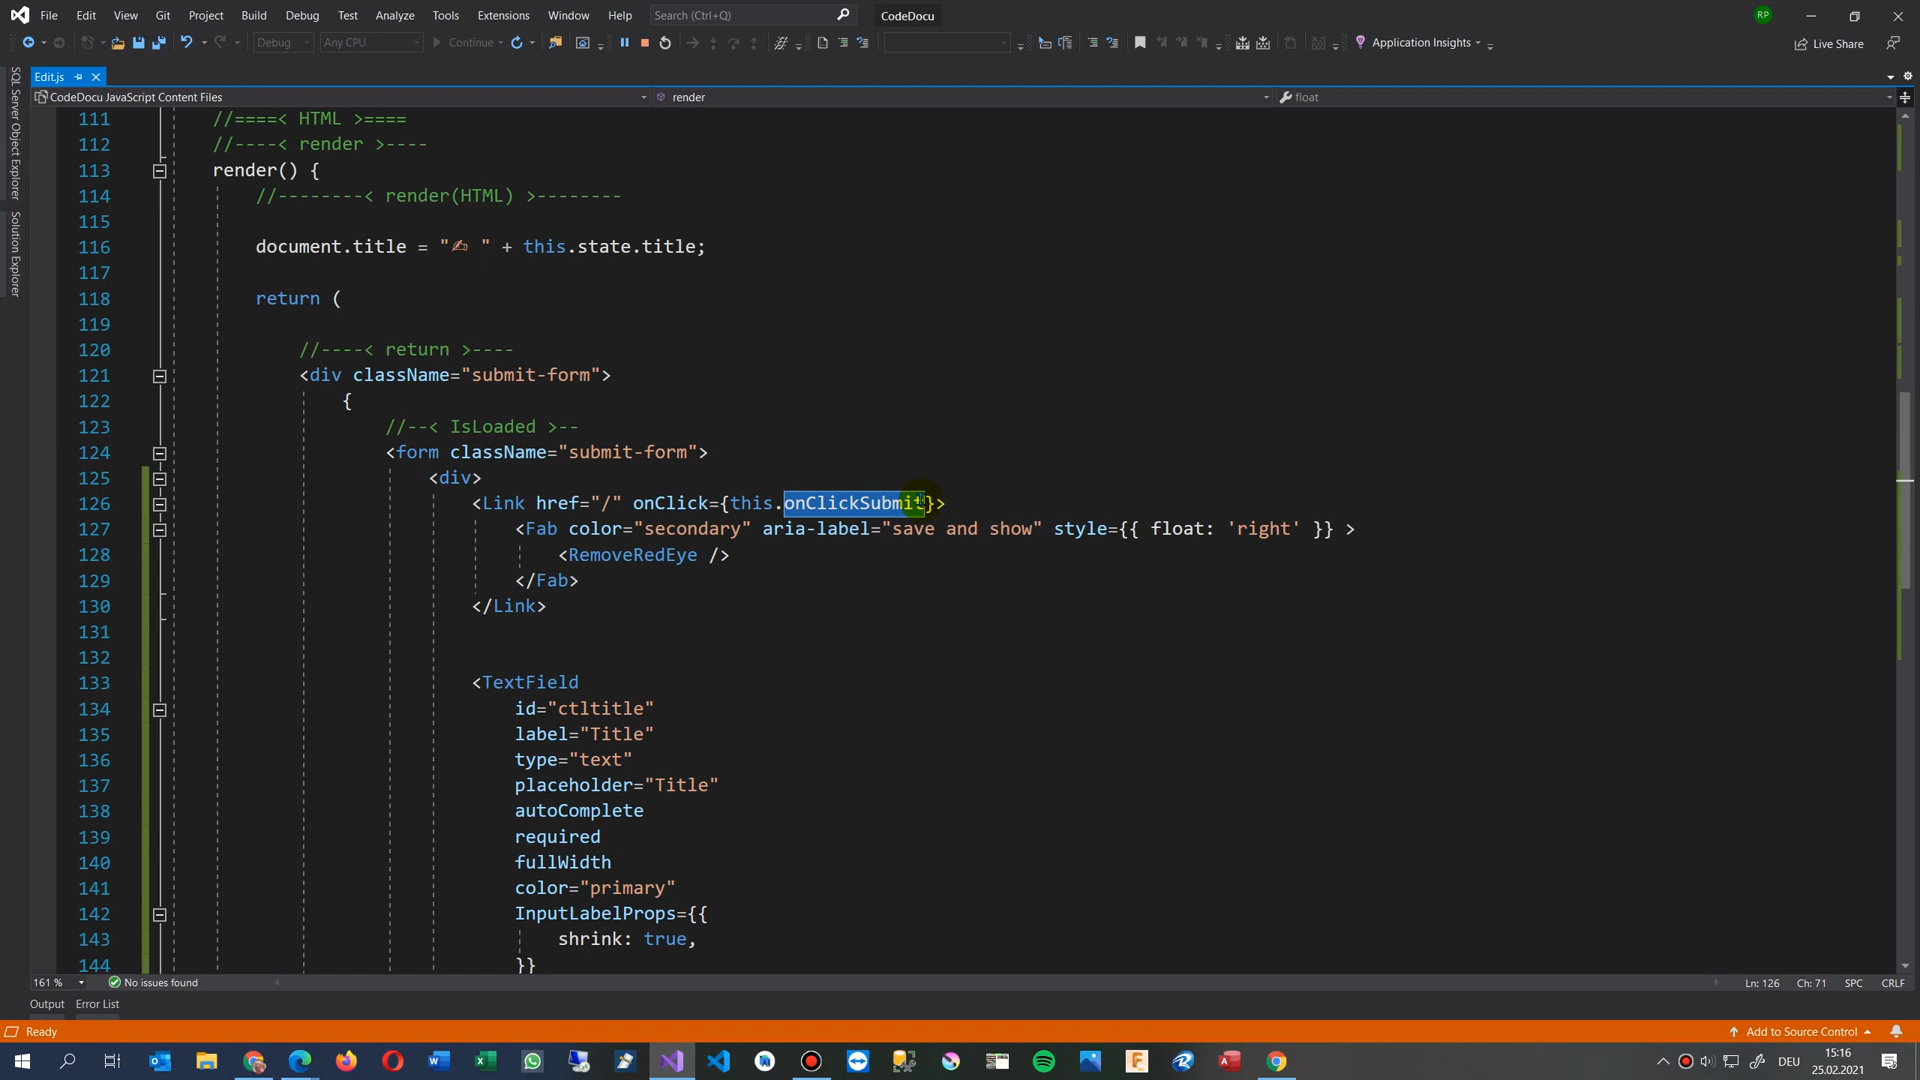 File Edit View Git Project Build Debug Test Analyze Tools Extensions Window Help Search (Ctrl+Q) CodeDocu RP
Debug Any CPU Continue Application Insights Live Share
Edit.js
CodeDocu JavaScript Content Files render float
SQL Server Object Explorer
Solution Explorer
111 //====< HTML >====
112 //----< render >----
113 render() {
114 //--------< render(HTML) >--------
115
116 document.title = "✍ " + this.state.title;
117
118 return (
119
120 //----< return >----
121 <div className="submit-form">
122 {
123 //--< IsLoaded >--
124 <form className="submit-form">
125 <div>
126 <Link href="/" onClick={this.onClickSubmit}>
127 <Fab color="secondary" aria-label="save and show" style={{ float: 'right' }} >
128 <RemoveRedEye />
129 </Fab>
130 </Link>
131
132
133 <TextField
134 id="ctltitle"
135 label="Title"
136 type="text"
137 placeholder="Title"
138 autoComplete
139 required
140 fullWidth
141 color="primary"
142 InputLabelProps={{
143 shrink: true,
144 }}
161 % No issues found Ln: 126 Ch: 71 SPC CRLF
Output Error List
Ready Add to Source Control
DEU 15:16
25.02.2021